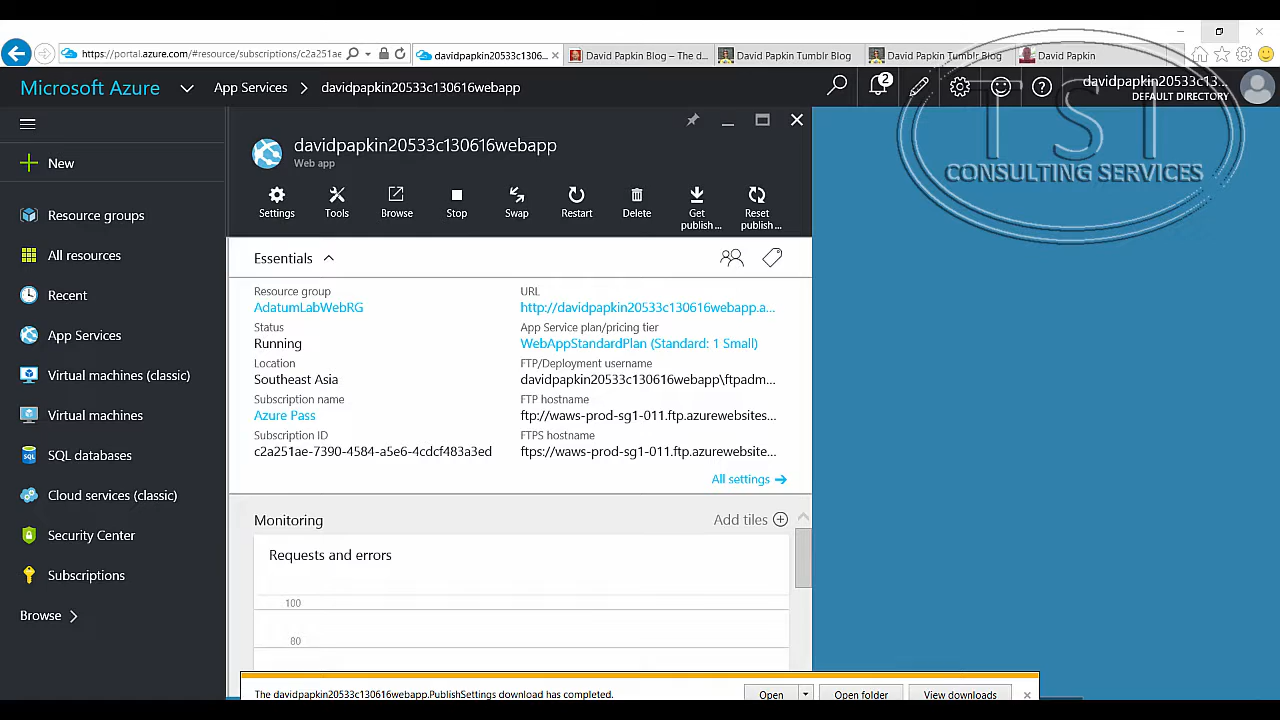 https://portal.azure.com/#resource/subscriptions/c2a251ae
davidpapkin20533c1306...
David Papkin Blog – The d...
David Papkin Tumblr Blog
David Papkin Tumblr Blog
David Papkin
Microsoft Azure
App Services
davidpapkin20533c130616webapp
2
davidpapkin20533c13...
DEFAULT DIRECTORY
TST
CONSULTING SERVICES
New
Resource groups
All resources
Recent
App Services
Virtual machines (classic)
Virtual machines
SQL databases
Cloud services (classic)
Security Center
Subscriptions
Browse
davidpapkin20533c130616webapp
Web app
Settings
Tools
Browse
Stop
Swap
Restart
Delete
Get publish...
Reset publish...
Essentials
Resource group
AdatumLabWebRG
Status
Running
Location
Southeast Asia
Subscription name
Azure Pass
Subscription ID
c2a251ae-7390-4584-a5e6-4cdcf483a3ed
URL
http://davidpapkin20533c130616webapp.a...
App Service plan/pricing tier
WebAppStandardPlan (Standard: 1 Small)
FTP/Deployment username
davidpapkin20533c130616webapp\ftpadm...
FTP hostname
ftp://waws-prod-sg1-011.ftp.azurewebsites...
FTPS hostname
ftps://waws-prod-sg1-011.ftp.azurewebsite...
All settings
Monitoring
Add tiles
Requests and errors
100
80
The davidpapkin20533c130616webapp.PublishSettings download has completed.
Open
Open folder
View downloads